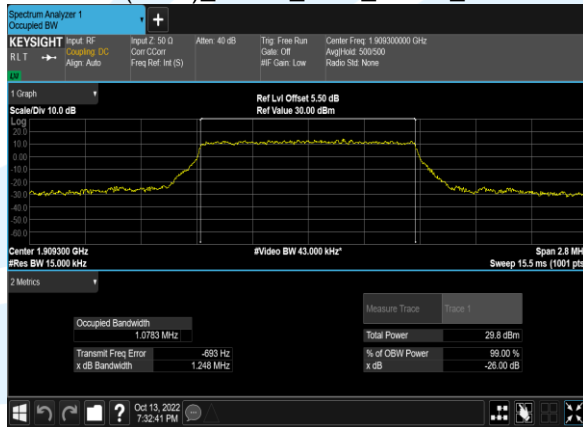 Spectrum Analyzer 1
Occupied BW
+
KEYSIGHT
R L T
LNI
Input: RF
Coupling: DC
Align: Auto
Input Z: 50 Ω
Corr CCorr
Freq Ref: Int (S)
Atten: 40 dB
Trig: Free Run
Gate: Off
#IF Gain: Low
Center Freq: 1.909300000 GHz
Avg|Hold: 500/500
Radio Std: None
1 Graph
Scale/Div 10.0 dB
Ref Lvl Offset 5.50 dB
Ref Value 30.00 dBm
Log
20.0
10.0
0.00
-10.0
-20.0
-30.0
-40.0
-50.0
-60.0
Center 1.909300 GHz
#Res BW 15.000 kHz
#Video BW 43.000 kHz*
Span 2.8 MH
Sweep 15.5 ms (1001 pts
2 Metrics
Measure Trace
Trace 1
Occupied Bandwidth
1.0783 MHz
Total Power
29.8 dBm
Transmit Freq Error
-693 Hz
% of OBW Power
99.00 %
x dB Bandwidth
1.248 MHz
x dB
-26.00 dB
?
Oct 13, 2022
7:32:41 PM